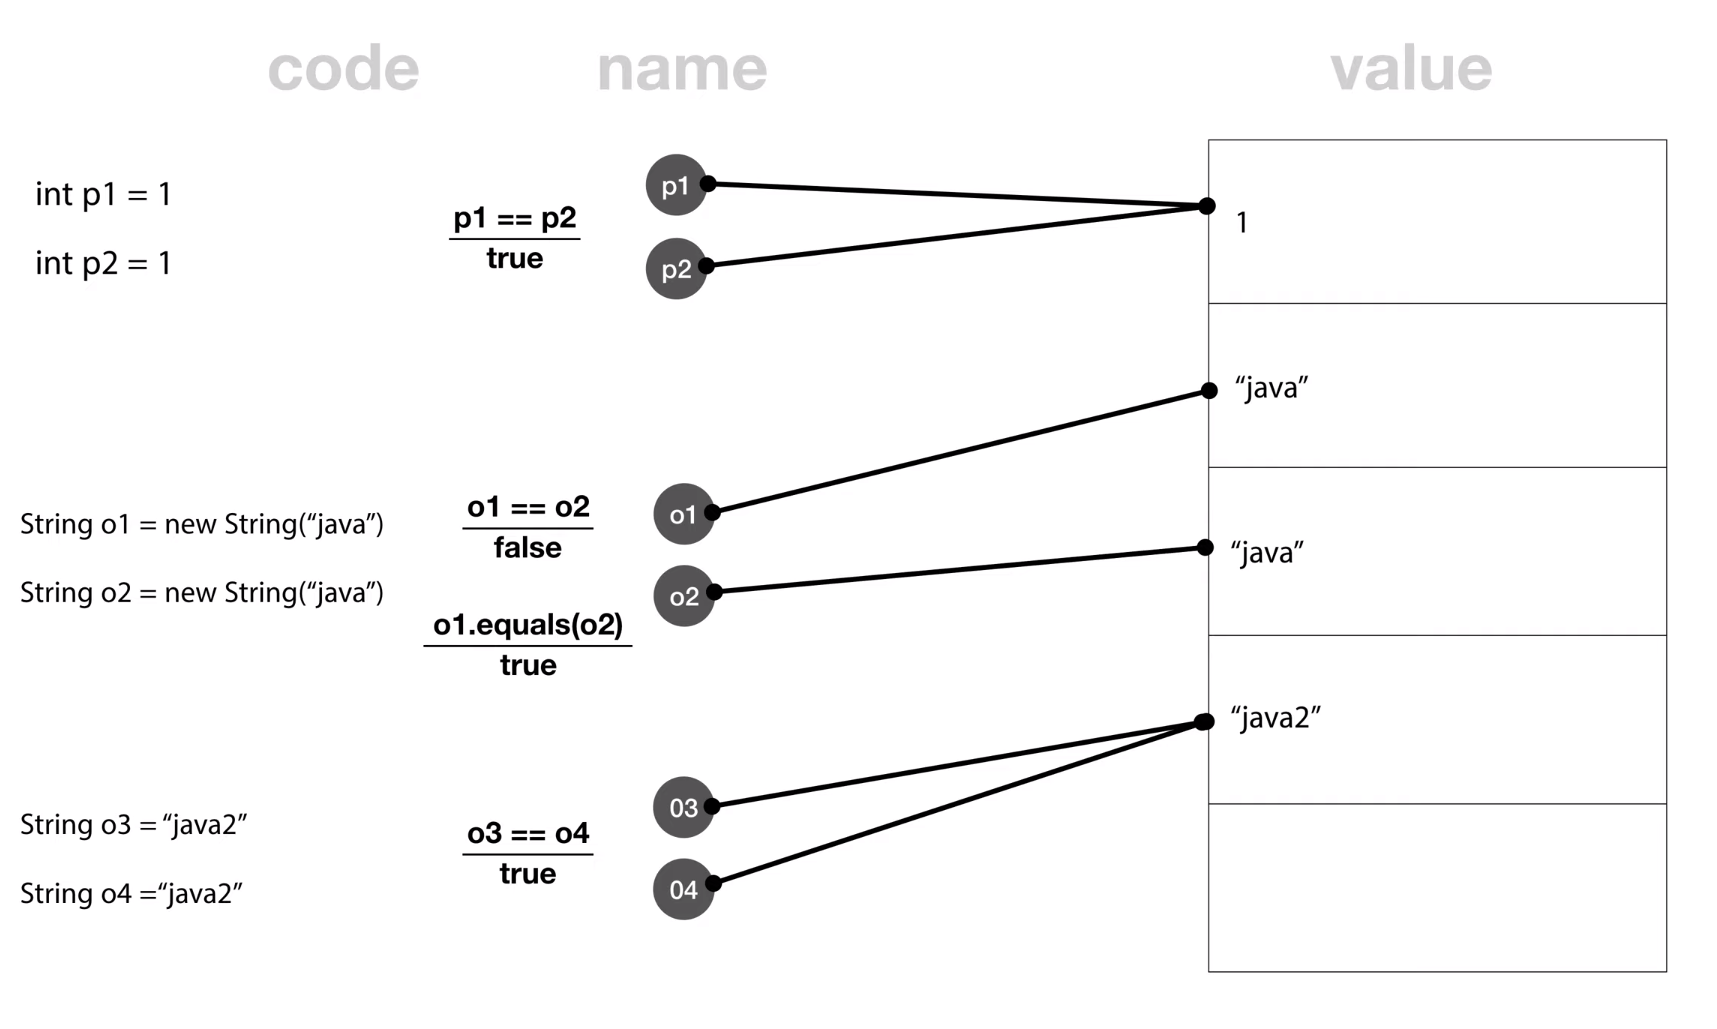 code name value
int p1 = 1
int p2 = 1
p1 == p2
true
p1
p2
1
“java”
String o1 = new String(“java”)
String o2 = new String(“java”)
o1 == o2
false
o1.equals(o2)
true
o1
o2
“java”
“java2”
String o3 = “java2”
String o4 =“java2”
o3 == o4
true
03
04